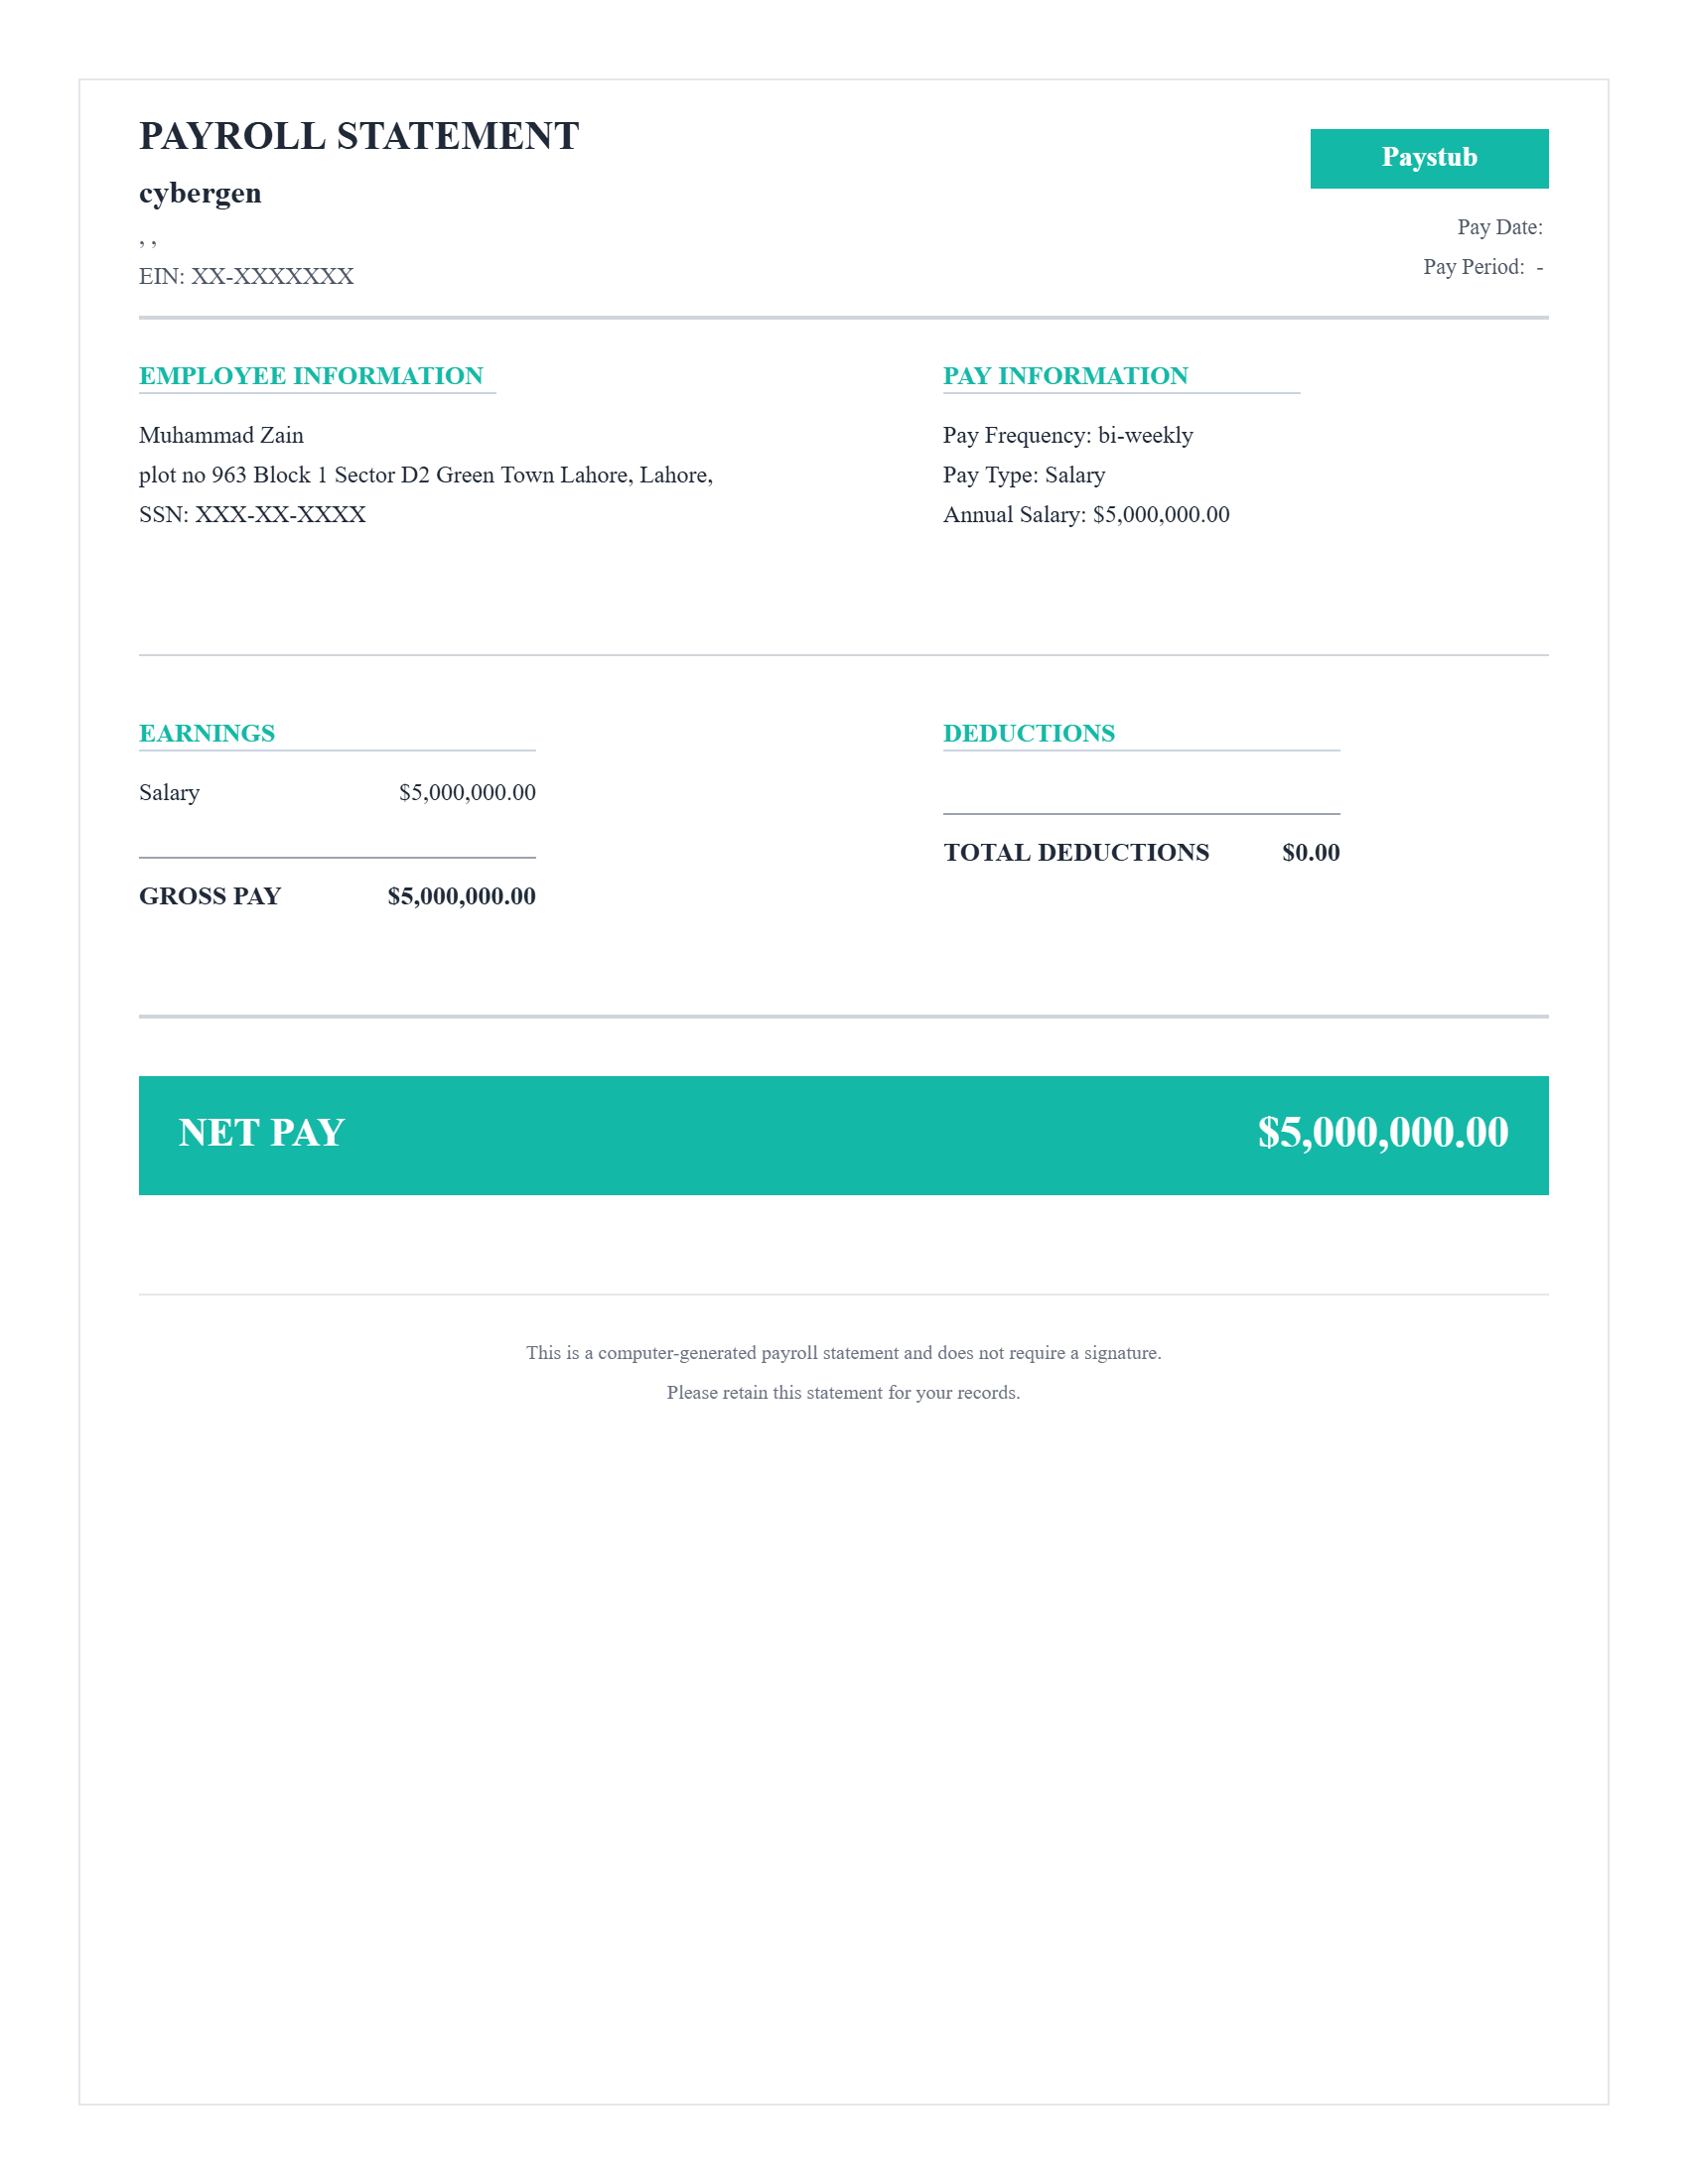 PAYROLL STATEMENT
Paystub
cybergen
, ,
EIN: XX-XXXXXXX
Pay Date:
Pay Period: -
EMPLOYEE INFORMATION
Muhammad Zain
plot no 963 Block 1 Sector D2 Green Town Lahore, Lahore,
SSN: XXX-XX-XXXX
PAY INFORMATION
Pay Frequency: bi-weekly
Pay Type: Salary
Annual Salary: $5,000,000.00
EARNINGS
Salary $5,000,000.00
GROSS PAY $5,000,000.00
DEDUCTIONS
TOTAL DEDUCTIONS $0.00
NET PAY $5,000,000.00
This is a computer-generated payroll statement and does not require a signature.
Please retain this statement for your records.